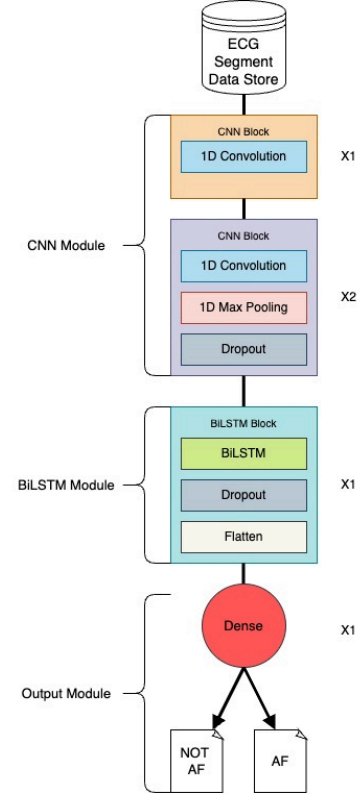 ECG
Segment
Data Store
CNN Block
1D Convolution
X1
CNN Module
CNN Block
1D Convolution
1D Max Pooling
X2
Dropout
BiLSTM Block
BiLSTM
BiLSTM Module
Dropout
X1
Flatten
Dense
X1
Output Module
NOT
AF
AF